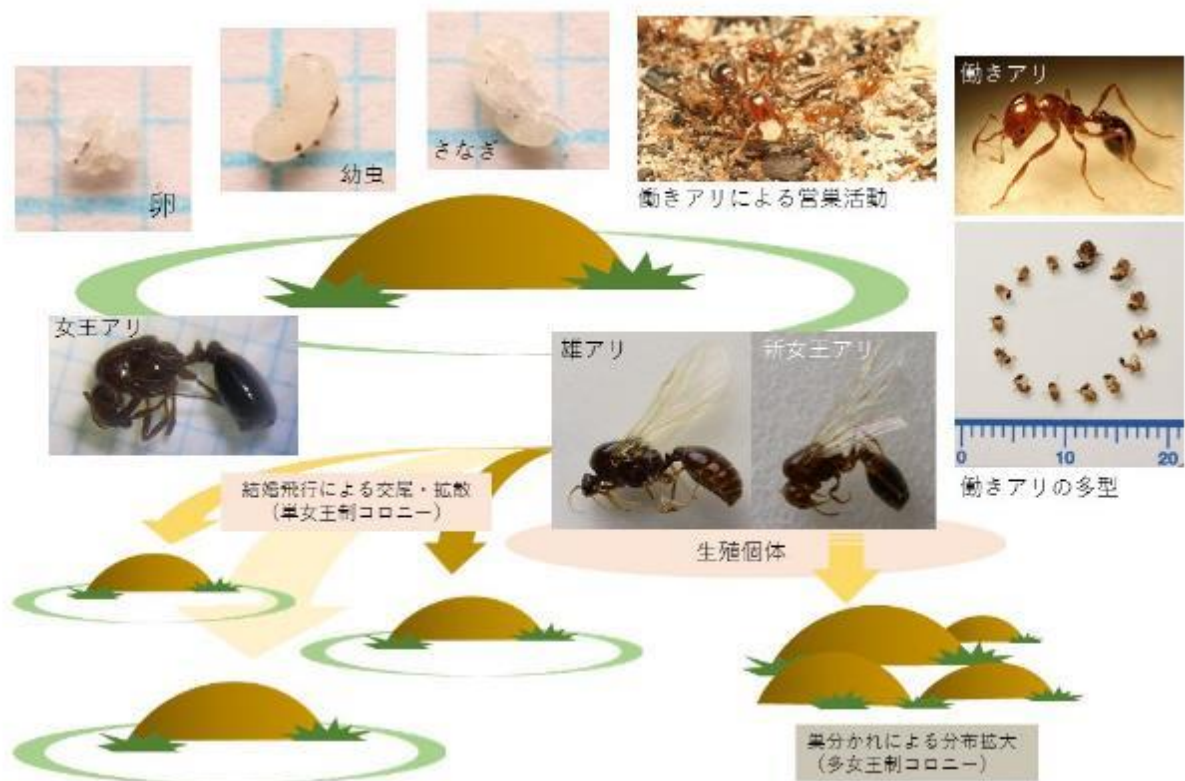 卵
幼虫
さなぎ
働きアリによる営巣活動
働きアリ
女王アリ
雄アリ
新女王アリ
0 10 15 20
働きアリの多型
結婚飛行による交尾・拡散
（単女王制コロニー）
生殖個体
巣分かれによる分布拡大
（多女王制コロニー）